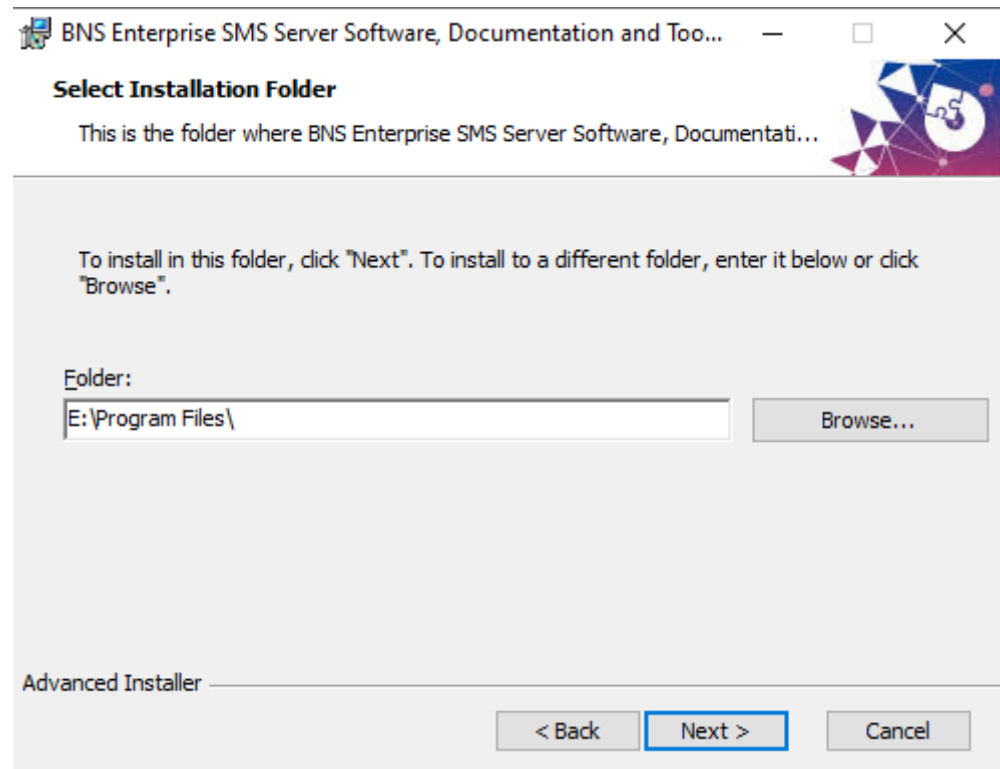 BNS Enterprise SMS Server Software, Documentation and Too...
Select Installation Folder
This is the folder where BNS Enterprise SMS Server Software, Documentati...
To install in this folder, click "Next". To install to a different folder, enter it below or click
"Browse".
Folder:
E:\Program Files\
Browse...
Advanced Installer
< Back
Next >
Cancel